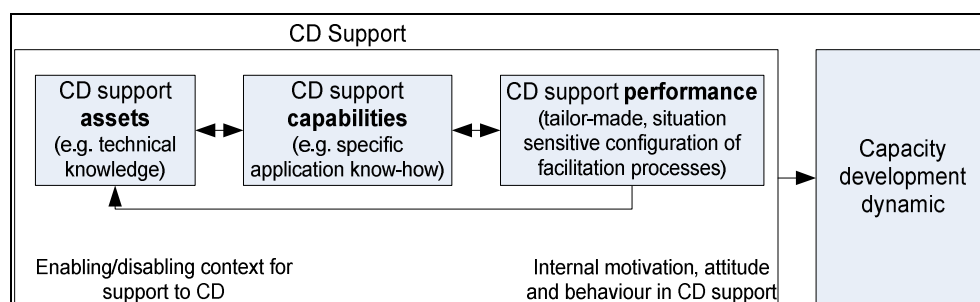 CD Support
CD support
assets
(e.g. technical
knowledge)
CD support
capabilities
(e.g. specific
application know-how)
CD support performance
(tailor-made, situation
sensitive configuration of
facilitation processes)
Capacity
development
dynamic
Enabling/disabling context for
support to CD
Internal motivation, attitude
and behaviour in CD support